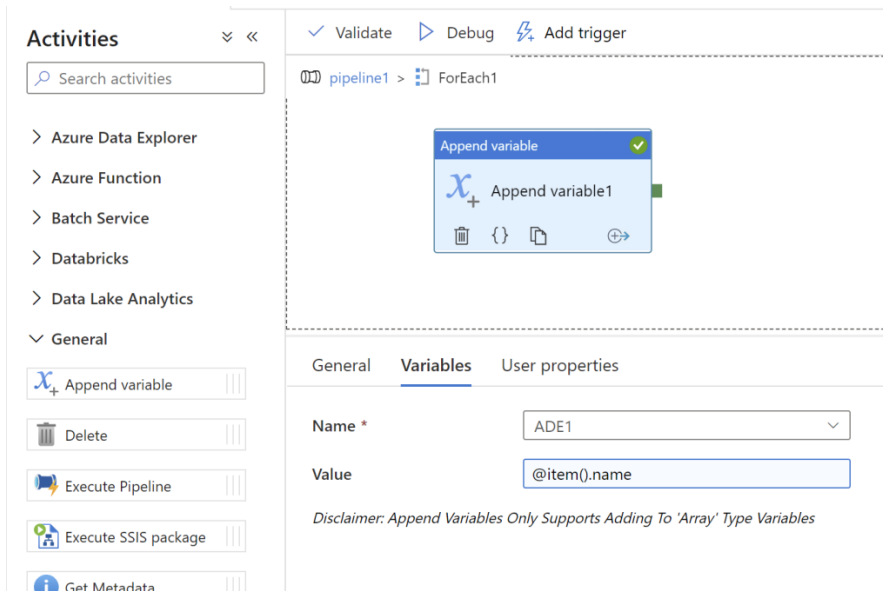 Activities
Search activities
Azure Data Explorer
Azure Function
Batch Service
Databricks
Data Lake Analytics
General
Append variable
Delete
Execute Pipeline
Execute SSIS package
Get Metadata
Validate Debug Add trigger
pipeline1 > ForEach1
Append variable
Append variable1
General Variables User properties
Name * ADE1
Value @item().name
Disclaimer: Append Variables Only Supports Adding To 'Array' Type Variables